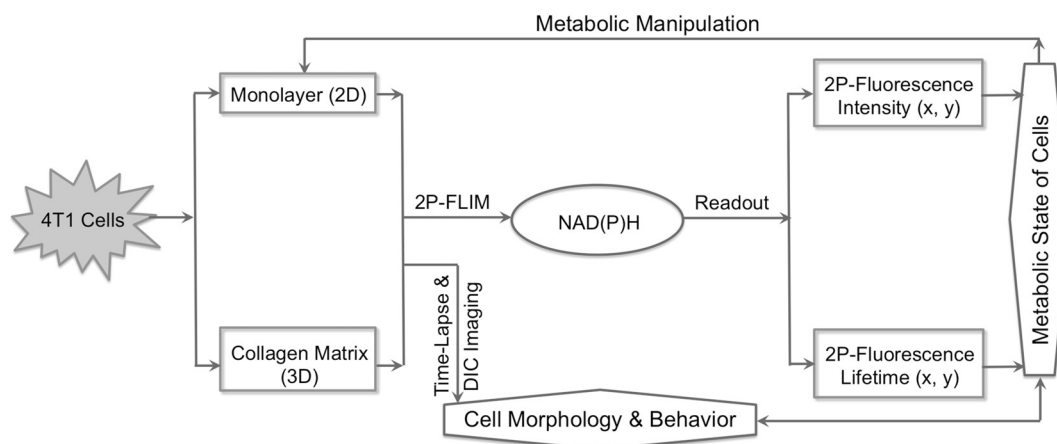 Metabolic Manipulation
Monolayer (2D)
2P-Fluorescence
Intensity (x, y)
4T1 Cells
2P-FLIM
NAD(P)H
Readout
Metabolic State of Cells
Time-Lapse &
DIC Imaging
Collagen Matrix
(3D)
2P-Fluorescence
Lifetime (x, y)
Cell Morphology & Behavior